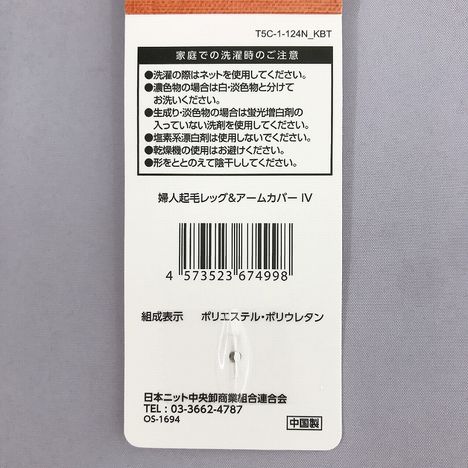 T5C-1-124N_KBT
家庭での洗濯時のご注意
●洗濯の際はネットを使用してください。
●濃色物の場合は白・淡色物と分けて
お洗いください。
●生成り・淡色物の場合は蛍光増白剤の
入っていない洗剤を使用してください。
●塩素系漂白剤は使用しないでください。
●乾燥機の使用はお避けください。
●形をととのえて陰干ししてください。
婦人起毛レッグ&アームカバー IV
4 573523 674998
組成表示 ポリエステル・ポリウレタン
日本ニット中央卸商業組合連合会
TEL : 03-3662-4787
OS-1694
中国製